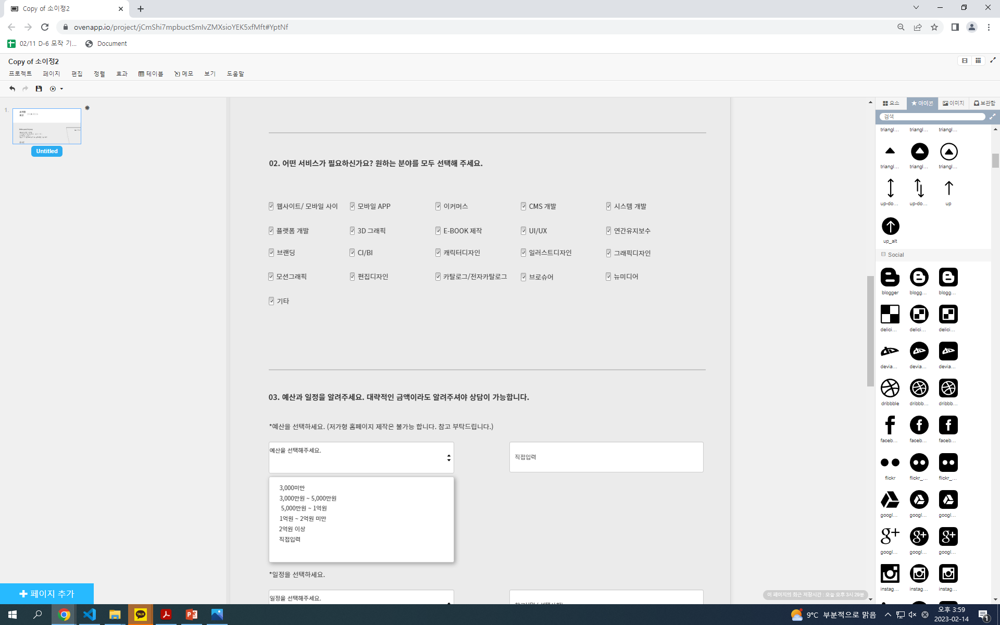 Copy of 소이정2
ovenapp.io/project/jCmShi7mpbuctSmIvZMXsioYEK5xfMft#YptNf
02/11 D-6 모작 기...
Document
Copy of 소이정2
프로젝트 페이지 편집 정렬 효과 테이블 메모 보기 도움말
1.
Untitled
02. 어떤 서비스가 필요하신가요? 원하는 분야를 모두 선택해 주세요.
웹사이트/ 모바일 사이 모바일 APP 이커머스 CMS 개발 시스템 개발
플랫폼 개발 3D 그래픽 E-BOOK 제작 UI/UX 연간유지보수
브랜딩 CI/BI 캐릭터디자인 일러스트디자인 그래픽디자인
모션그래픽 편집디자인 카탈로그/전자카탈로그 브로슈어 뉴미디어
기타
03. 예산과 일정을 알려주세요. 대략적인 금액이라도 알려주셔야 상담이 가능합니다.
*예산을 선택하세요. (저가형 홈페이지 제작은 불가능 합니다. 참고 부탁드립니다.)
예산을 선택해주세요.
직접입력
3,000미만
3,000만원 ~ 5,000만원
5,000만원 ~ 1억원
1억원 ~ 2억원 미만
2억원 이상
직접입력
*일정을 선택하세요.
일정을 선택해주세요.
이 페이지의 최근 저장시간 : 오늘 오후 3시 29분
페이지 추가
요소 아이콘 이미지 보관함
검색
triangl... triangl... triangl...
triangl... triangl... triangl...
up-do... up-do... up
up_alt
Social
blogger blogg... blogg...
delici... delici... delici...
devia... devia... devia...
dribbble dribbb... dribbb...
faceb... faceb... faceb...
flickr flickr_... flickr_...
googl... googl... googl...
googl... googl... googl...
instag... instag... instag...
TALK
9°C 부분적으로 맑음
오후 3:59
2023-02-14
1